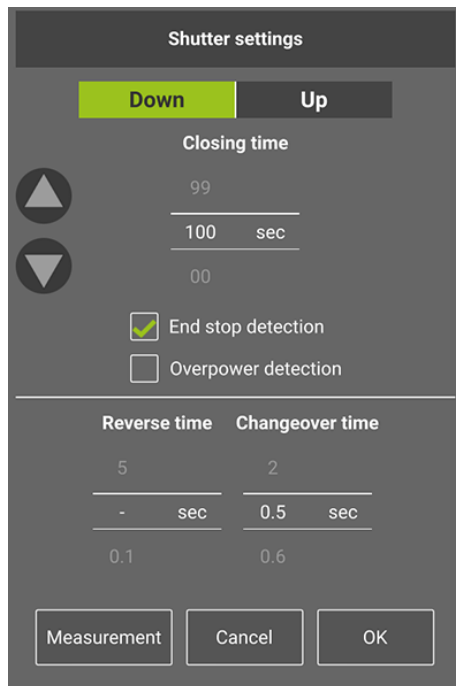 Shutter settings
Down Up
Closing time
99
100 sec
00
End stop detection
Overpower detection
Reverse time Changeover time
5 2
- sec 0.5 sec
0.1 0.6
Measurement Cancel OK